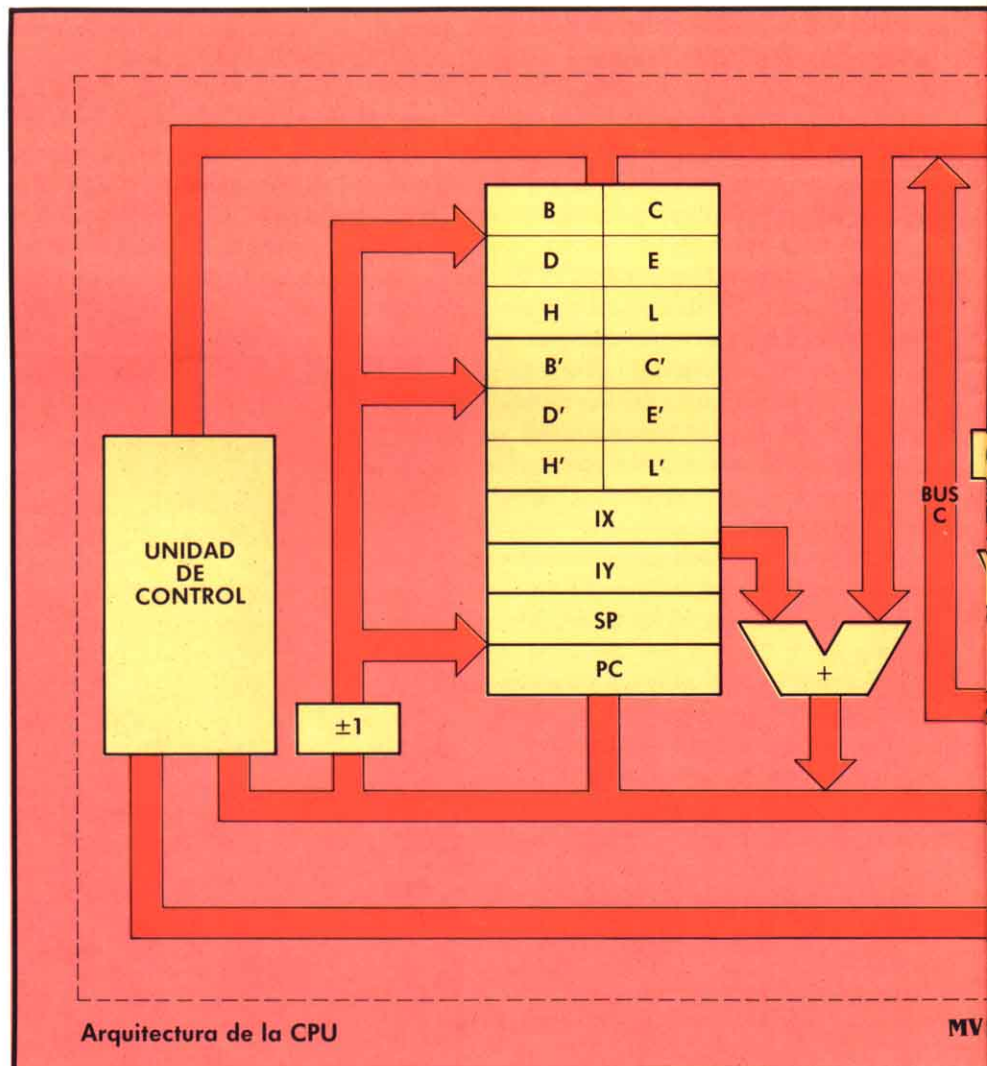 B C
D E
H L
B' C'
D' E'
H' L'
IX
IY
SP
PC
UNIDAD
DE
CONTROL
±1
+
BUS
C
Arquitectura de la CPU
MV